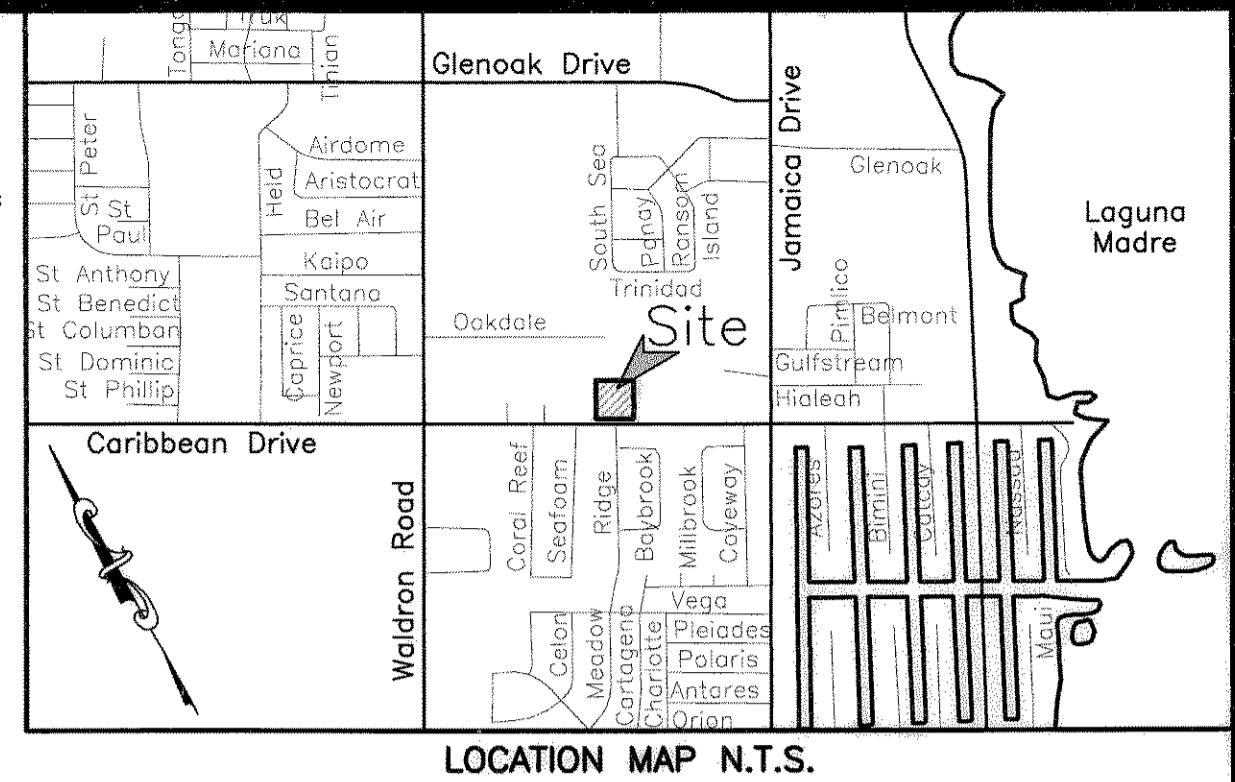 Truk
Tonga
Mariana
Tinian
Glenoak Drive
Jamaica Drive
St Peter
St
Paul
Held
Airdome
Aristocrat
Bel Air
Kaipo
Santana
South Sea
Panay
Ransom
Island
Trinidad
Glenoak
Laguna
Madre
St Anthony
St Benedict
St Columban
St Dominic
St Phillip
Caprice
Newport
Oakdale
Site
Pimlico
Belmont
Gulfstream
Hialeah
Caribbean Drive
Waldron Road
Coral Reef
Seafoam
Ridge
Baybrook
Millbrook
Coveway
Azores
Bimini
Catcay
Nassau
Vega
Celon
Meadow
Cartagena
Charlotte
Pleiades
Polaris
Antares
Orion
Maui
LOCATION MAP N.T.S.